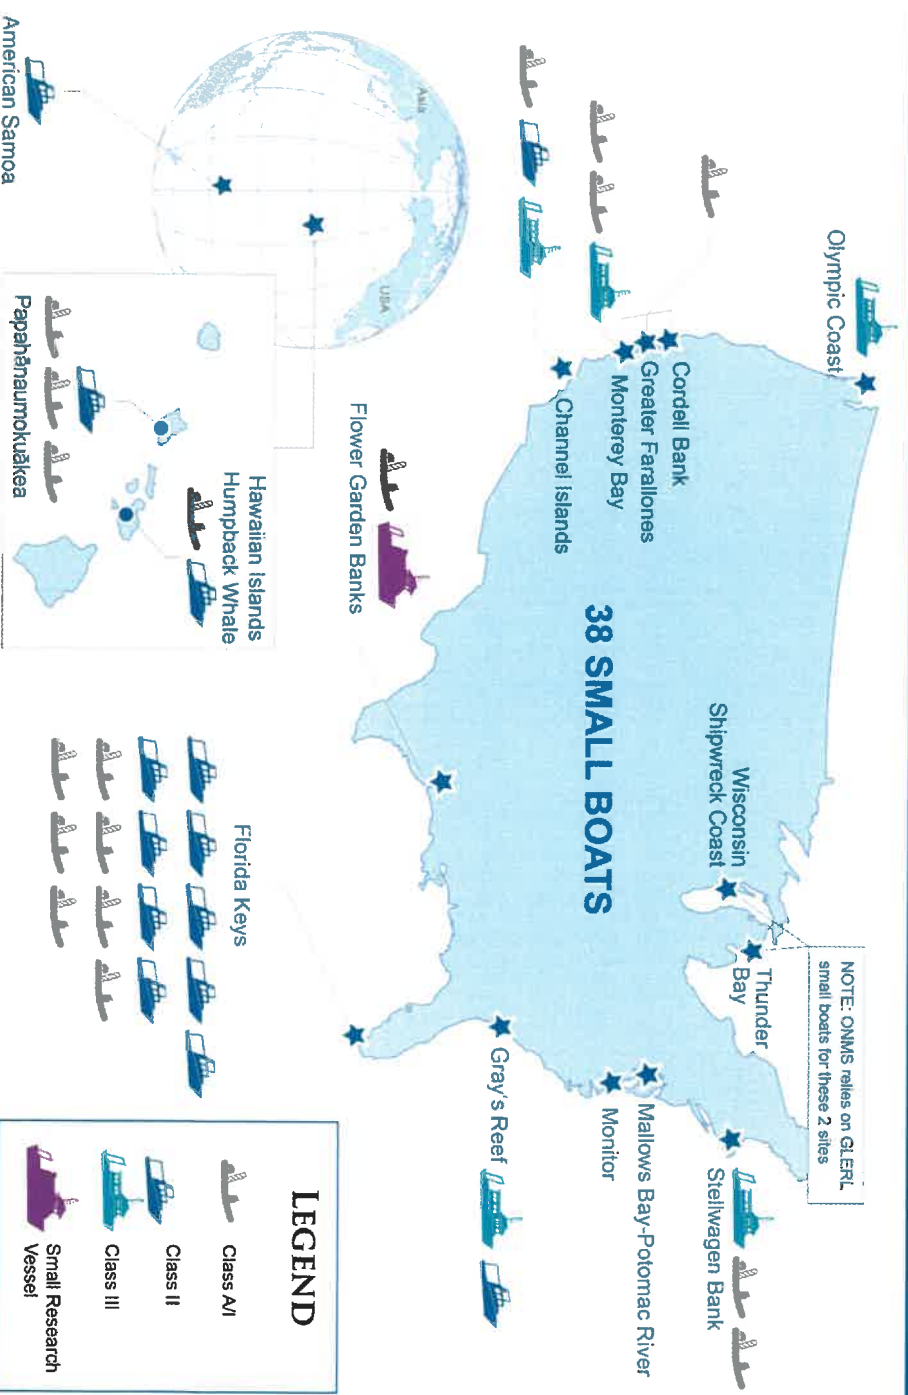 38 SMALL BOATS
Olympic Coast
Cordell Bank
Greater Farallones
Monterey Bay
Channel Islands
Wisconsin
Shipwreck Coast
NOTE: ONMS relies on GLERL
small boats for these 2 sites
Thunder
Bay
Stellwagen Bank
Mallows Bay-Potomac River
Monitor
Gray's Reef
Flower Garden Banks
Florida Keys
Asia
USA
American Samoa
Hawaiian Islands
Humpback Whale
Papahānaumokuākea
LEGEND
Class A/I
Class II
Class III
Small Research
Vessel